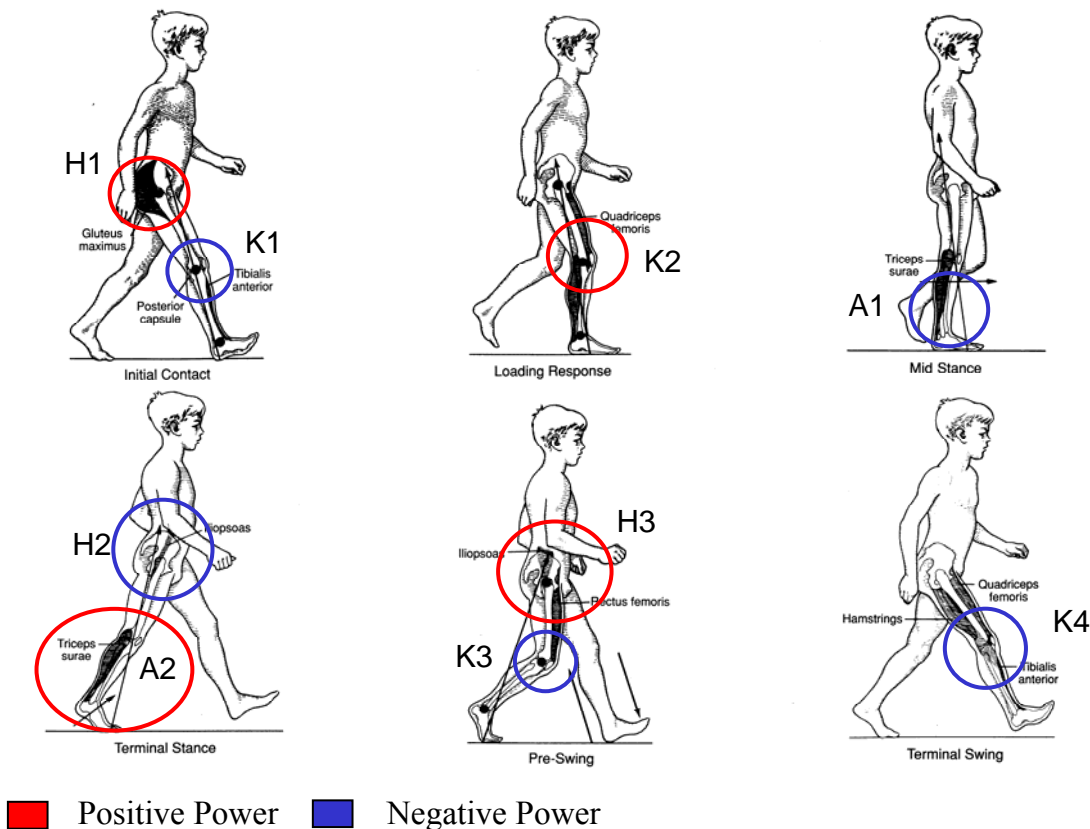 H1
Gluteus
maximus
K1
Tibialis
anterior
Posterior
capsule
Initial Contact
Quadriceps
femoris
K2
Loading Response
Triceps
surae
A1
Mid Stance
H2
Iliopsoas
Triceps
surae
A2
Terminal Stance
H3
Iliopsoas
Rectus femoris
K3
Pre-Swing
Quadriceps
femoris
Hamstrings
K4
Tibialis
anterior
Terminal Swing
Positive Power
Negative Power